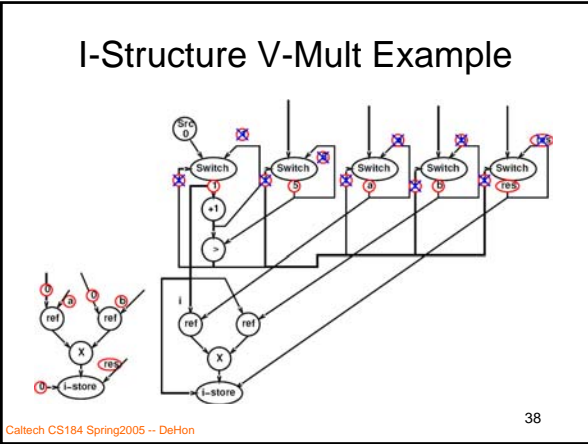 I-Structure V-Mult Example
Src
0
Switch Switch Switch Switch Switch
1 5 a b res
+1
>
0 a 0 b
i
ref ref ref ref
X X
res
0 i-store i-store
Caltech CS184 Spring2005 -- DeHon
38